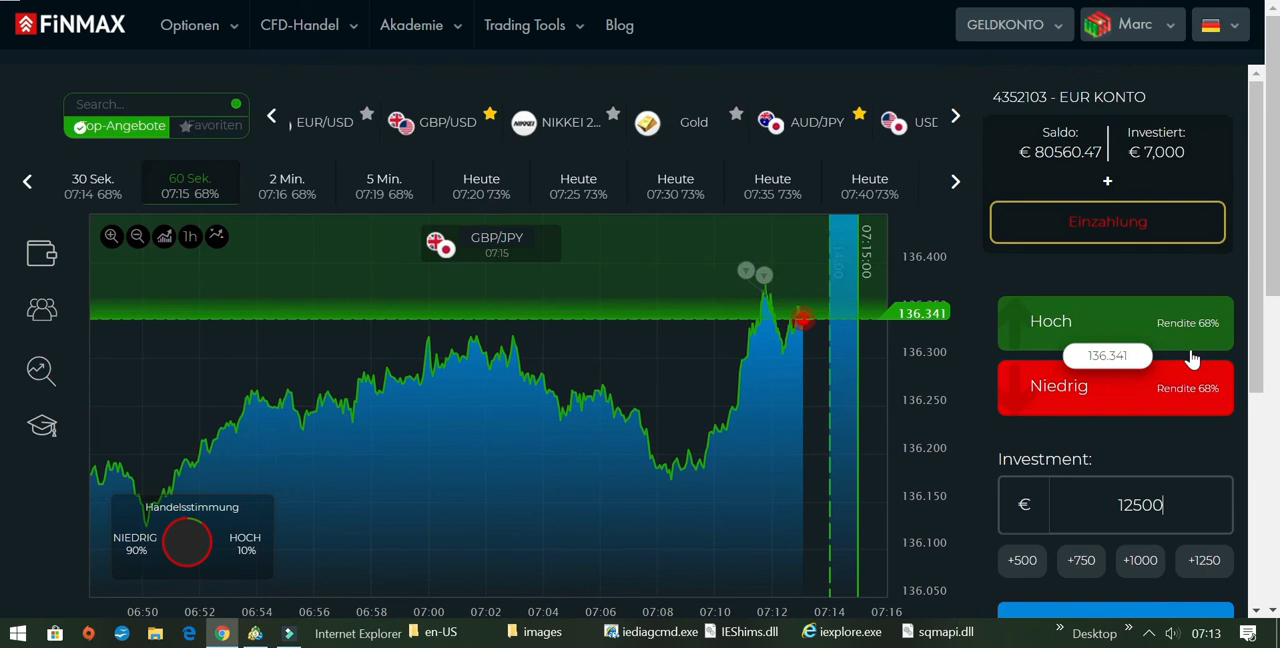 FiNMAX
Optionen
CFD-Handel
Akademie
Trading Tools
Blog
GELDKONTO
Marc
Search...
Top-Angebote
Favoriten
EUR/USD
GBP/USD
NIKKEI 2...
Gold
AUD/JPY
USD
30 Sek.
07:14 68%
60 Sek.
07:15 68%
2 Min.
07:16 68%
5 Min.
07:19 68%
Heute
07:20 73%
Heute
07:25 73%
Heute
07:30 73%
Heute
07:35 73%
Heute
07:40 73%
4352103 - EUR KONTO
Saldo:
€ 80560.47
Investiert:
€ 7,000
+
Einzahlung
1h
GBP/JPY
07:15
07:15:00
136.400
136.341
136.300
136.250
136.200
136.150
136.100
136.050
Handelsstimmung
NIEDRIG
90%
HOCH
10%
06:50 06:52 06:54 06:56 06:58 07:00 07:02 07:04 07:06 07:08 07:10 07:12 07:14 07:16
Hoch
Rendite 68%
136.341
Niedrig
Rendite 68%
Investment:
€ 12500
+500 +750 +1000 +1250
Internet Explorer
en-US
images
iediagcmd.exe
IEShims.dll
iexplore.exe
sqmapi.dll
Desktop
07:13